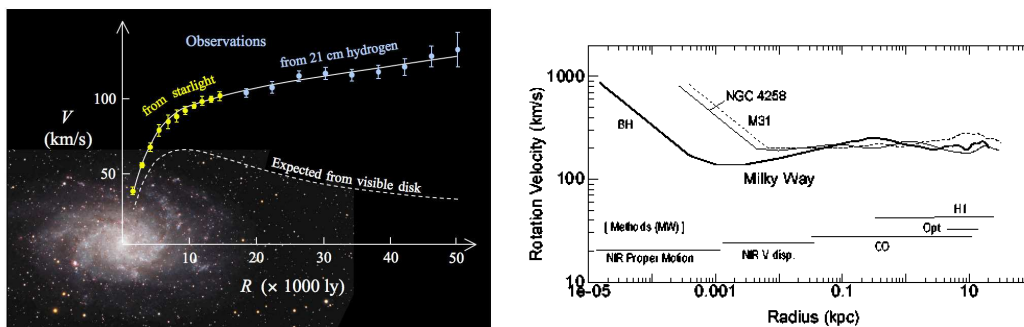 Observations
from starlight
from 21 cm hydrogen
V
(km/s)
100
50
Expected from visible disk
10
20
30
40
50
R (× 1000 ly)
Rotation Velocity (km/s)
1000
100
10
BH
NGC 4258
M31
Milky Way
HI
[ Methods (MW) ]
Opt
CO
NIR Proper Motion
NIR V disp.
1e-05
0.001
0.1
10
Radius (kpc)